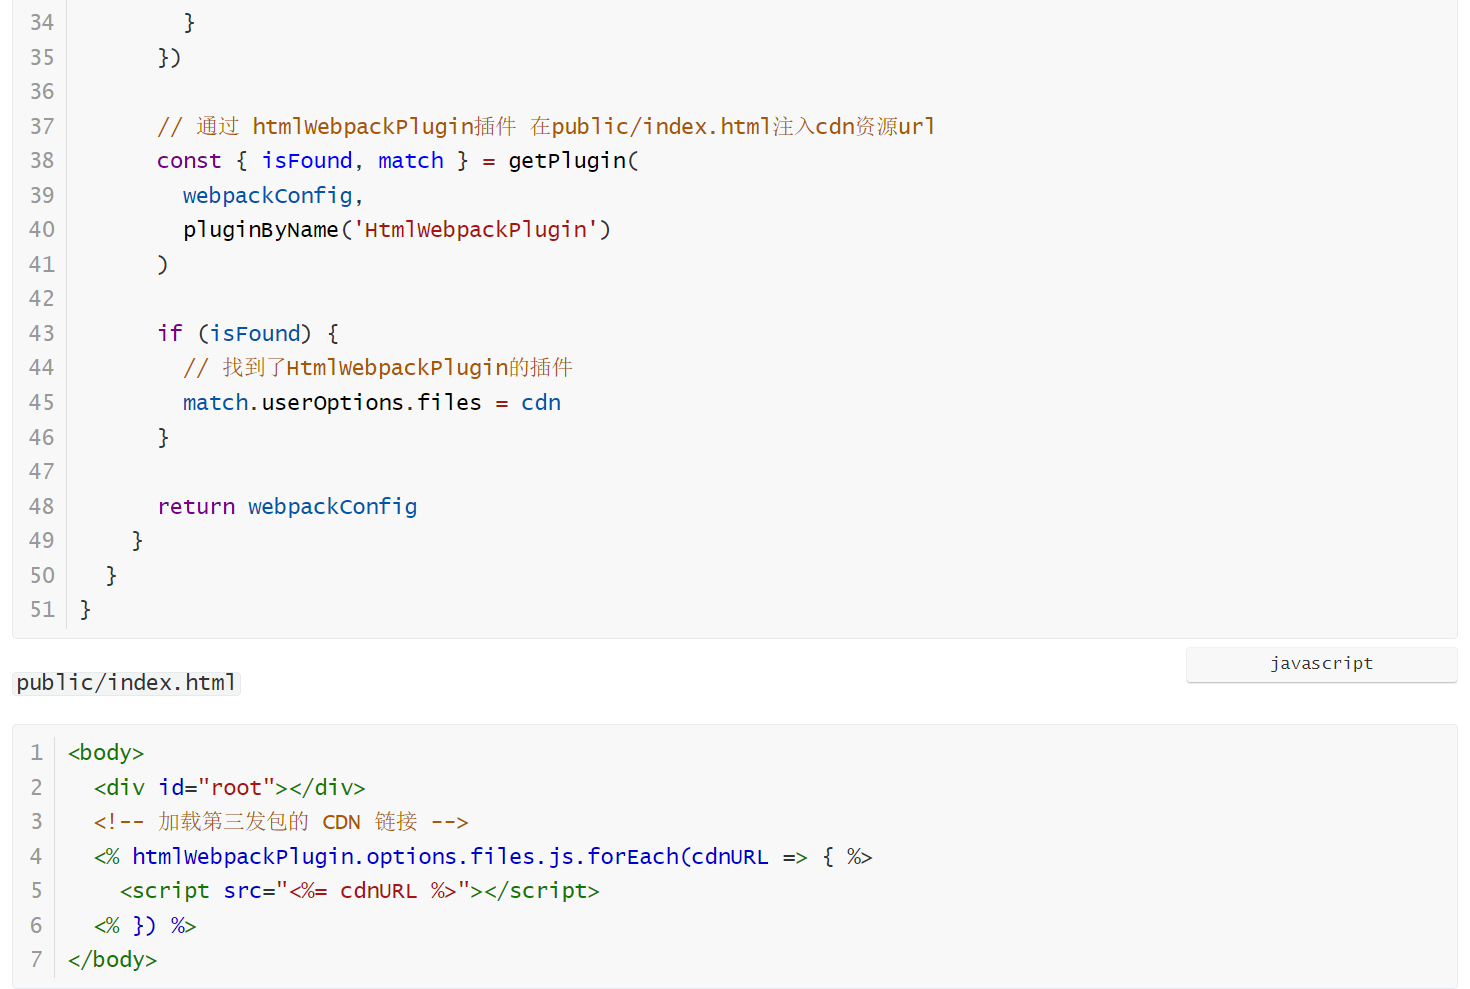 34         }
35       })
36
37       // 通过 htmlWebpackPlugin插件 在public/index.html注入cdn资源url
38       const { isFound, match } = getPlugin(
39         webpackConfig,
40         pluginByName('HtmlWebpackPlugin')
41       )
42
43       if (isFound) {
44         // 找到了HtmlWebpackPlugin的插件
45         match.userOptions.files = cdn
46       }
47
48       return webpackConfig
49     }
50   }
51 }
javascript
public/index.html
1 <body>
2   <div id="root"></div>
3   <!-- 加载第三发包的 CDN 链接 -->
4   <% htmlWebpackPlugin.options.files.js.forEach(cdnURL => { %>
5     <script src="<%= cdnURL %>"></script>
6   <% }) %>
7 </body>